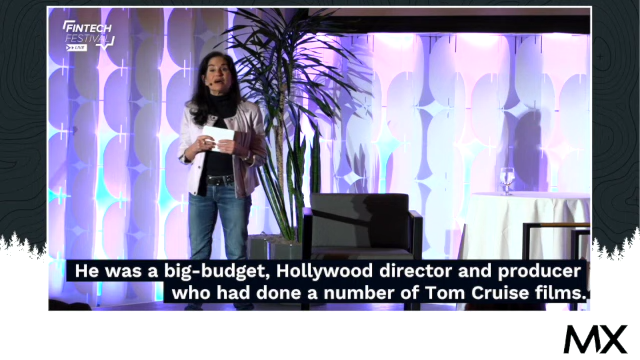 FINTECH
FESTIVAL
LIVE
He was a big-budget, Hollywood director and producer
who had done a number of Tom Cruise films.
MX